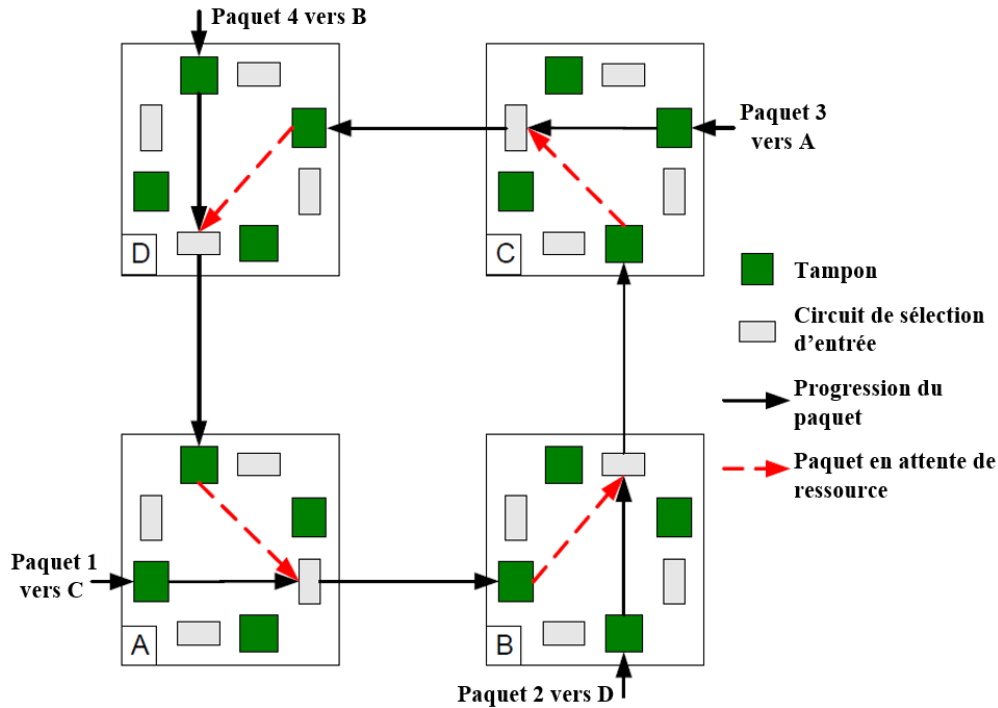 Paquet 4 vers B
Paquet 3
vers A
D
C
Tampon
Circuit de sélection
d'entrée
Progression du
paquet
Paquet en attente de
ressource
Paquet 1
vers C
A
B
Paquet 2 vers D